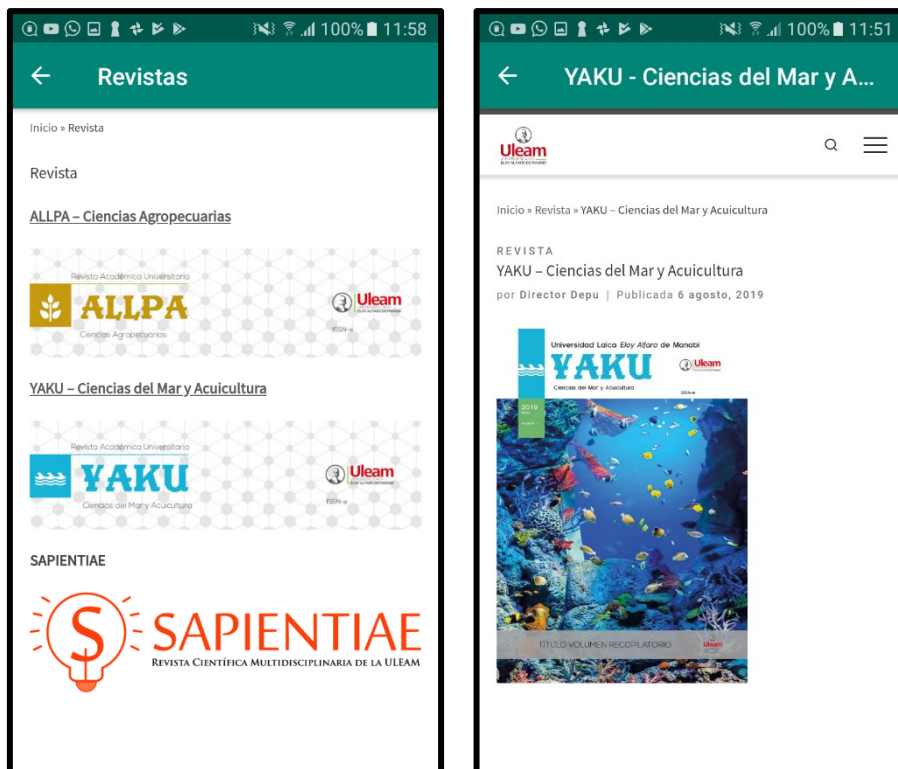 100% 11:58
Revistas
Inicio » Revista
Revista
ALLPA – Ciencias Agropecuarias
Revista Académica Universitaria
ALLPA
Ciencias Agropecuarias
Uleam
ISSN-e
YAKU – Ciencias del Mar y Acuicultura
Revista Académica Universitaria
YAKU
Ciencias del Mar y Acuicultura
Uleam
ISSN-e
SAPIENTIAE
S
SAPIENTIAE
REVISTA CIENTÍFICA MULTIDISCIPLINARIA DE LA ULEAM
100% 11:51
YAKU - Ciencias del Mar y A...
Uleam
Inicio » Revista » YAKU – Ciencias del Mar y Acuicultura
REVISTA
YAKU – Ciencias del Mar y Acuicultura
por Director Depu | Publicada 6 agosto, 2019
Universidad Laica Eloy Alfaro de Manabí
YAKU
Uleam
Ciencias del Mar y Acuicultura
ISSN-e
2019
TÍTULO VOLUMEN RECOPILATORIO
Uleam